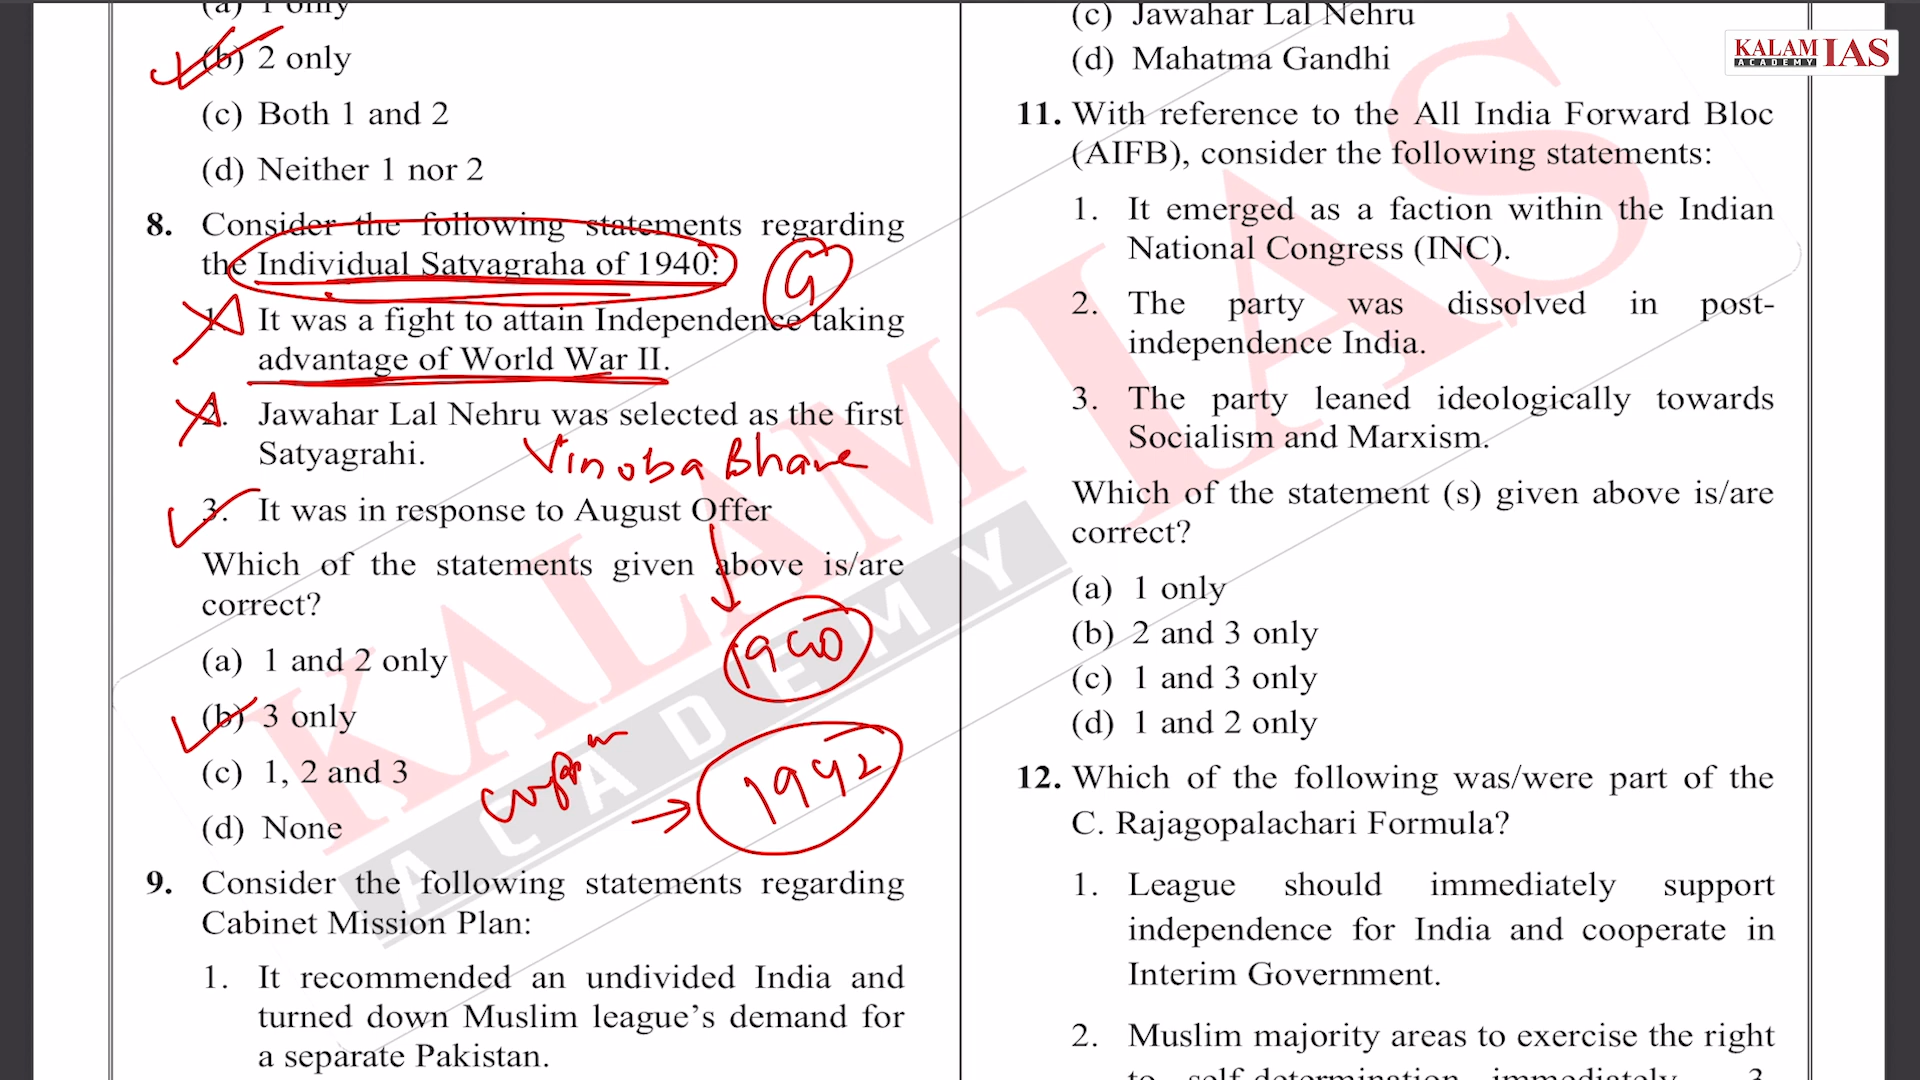 (a) 1 only
(b) 2 only
(c) Both 1 and 2
(d) Neither 1 nor 2
8. Consider the following statements regarding
the Individual Satyagraha of 1940:
G
1. It was a fight to attain Independence taking
advantage of World War II.
2. Jawahar Lal Nehru was selected as the first
Satyagrahi.
Vinoba Bhave
3. It was in response to August Offer
Which of the statements given above is/are
correct?
1940
(a) 1 and 2 only
(b) 3 only
1942
(c) 1, 2 and 3
(d) None
9. Consider the following statements regarding
Cabinet Mission Plan:
1. It recommended an undivided India and
turned down Muslim league’s demand for
a separate Pakistan.
(c) Jawahar Lal Nehru
(d) Mahatma Gandhi
11. With reference to the All India Forward Bloc
(AIFB), consider the following statements:
1. It emerged as a faction within the Indian
National Congress (INC).
2. The party was dissolved in post-
independence India.
3. The party leaned ideologically towards
Socialism and Marxism.
Which of the statement (s) given above is/are
correct?
(a) 1 only
(b) 2 and 3 only
(c) 1 and 3 only
(d) 1 and 2 only
12. Which of the following was/were part of the
C. Rajagopalachari Formula?
1. League should immediately support
independence for India and cooperate in
Interim Government.
2. Muslim majority areas to exercise the right
to self-determination immediately. 3.
KALAM IAS
ACADEMY
KALAM IAS
ACADEMY